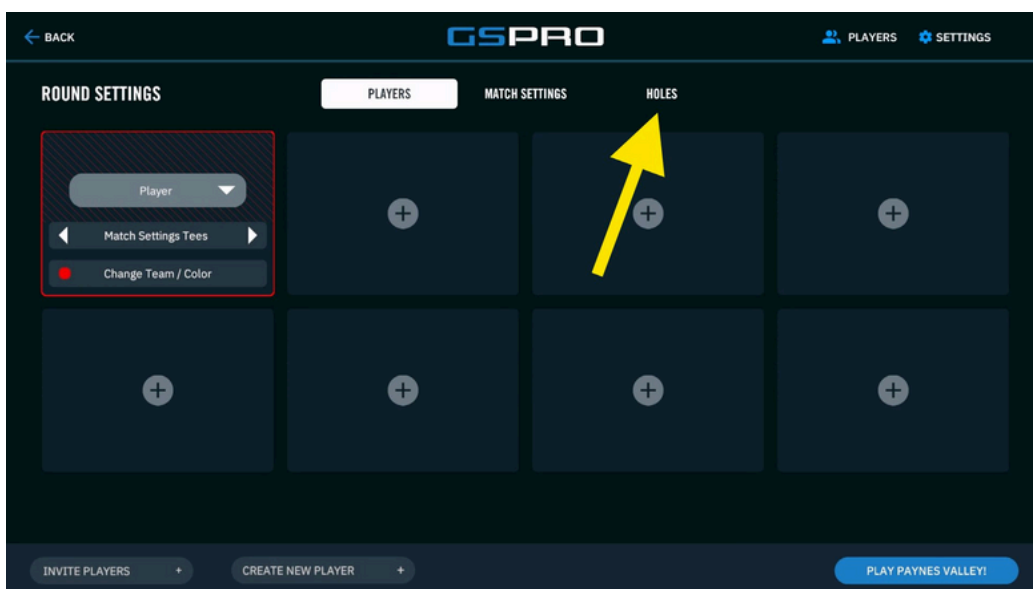 BACK
GSPRO
PLAYERS
SETTINGS
ROUND SETTINGS
PLAYERS
MATCH SETTINGS
HOLES
Player
Match Settings Tees
Change Team / Color
INVITE PLAYERS +
CREATE NEW PLAYER +
PLAY PAYNES VALLEY!